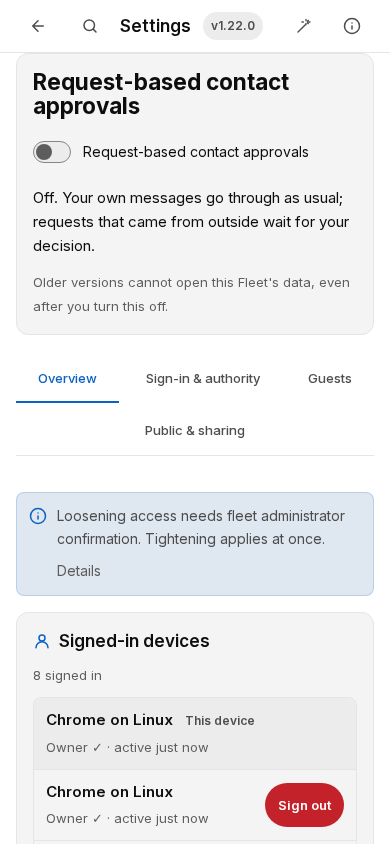 Settings v1.22.0
Request-based contact
approvals
Request-based contact approvals
Off. Your own messages go through as usual;
requests that came from outside wait for your
decision.
Older versions cannot open this Fleet's data, even
after you turn this off.
Overview Sign-in & authority Guests
Public & sharing
Loosening access needs fleet administrator
confirmation. Tightening applies at once.
Details
Signed-in devices
8 signed in
Chrome on Linux This device
Owner ✓ · active just now
Chrome on Linux
Owner ✓ · active just now
Sign out